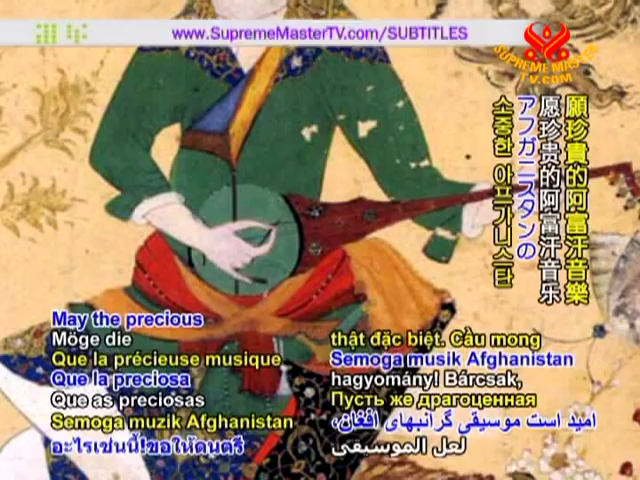 www.SupremeMasterTV.com/SUBTITLES
SUPREME MASTER
TV.COM
願珍貴的阿富汗音樂
愿珍贵的阿富汗音乐
アフガニスタンの
소중한 아프가니스탄
May the precious
Möge die
Que la précieuse musique
Que la preciosa
Que as preciosas
Semoga muzik Afghanistan
อะไรเช่นนี้!ขอให้ดนตรี
thật đặc biệt. Cầu mong
Semoga musik Afghanistan
hagyomány! Bárcsak,
Пусть же драгоценная
امید است موسیقی گرانبهای افغان،
لعل الموسيقى